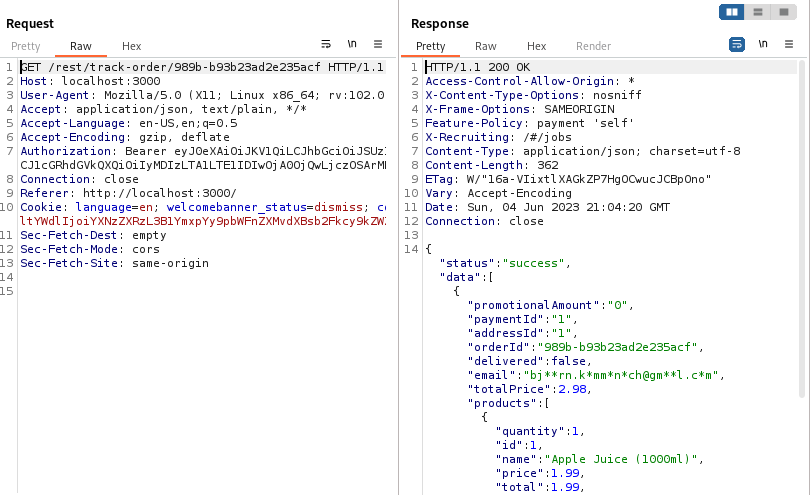 Request
Pretty Raw Hex
\n
1 GET /rest/track-order/989b-b93b23ad2e235acf HTTP/1.1
2 Host: localhost:3000
3 User-Agent: Mozilla/5.0 (X11; Linux x86_64; rv:102.0
4 Accept: application/json, text/plain, */*
5 Accept-Language: en-US,en;q=0.5
6 Accept-Encoding: gzip, deflate
7 Authorization: Bearer
8 Connection: close
9 Referer: http://localhost:3000/
10 Cookie: language=en; welcomebanner_status=dismiss;
11 Sec-Fetch-Dest: empty
12 Sec-Fetch-Mode: cors
13 Sec-Fetch-Site: same-origin
14
15
Response
Pretty Raw Hex Render
\n
1 HTTP/1.1 200 OK
2 Access-Control-Allow-Origin: *
3 X-Content-Type-Options: nosniff
4 X-Frame-Options: SAMEORIGIN
5 Feature-Policy: payment 'self'
6 X-Recruiting: /#/jobs
7 Content-Type: application/json; charset=utf-8
8 Content-Length: 362
9 ETag:
10 Vary: Accept-Encoding
11 Date: Sun, 04 Jun 2023 21:04:20 GMT
12 Connection: close
13
14 {
"status":"success",
"data":[
{
"promotionalAmount":"0",
"paymentId":"1",
"addressId":"1",
"orderId":"989b-b93b23ad2e235acf",
"delivered":false,
"email":"bj**rn.k*mm*n*ch@gm**l.c*m",
"totalPrice":2.98,
"products":[
{
"quantity":1,
"id":1,
"name":"Apple Juice (1000ml)",
"price":1.99,
"total":1.99,